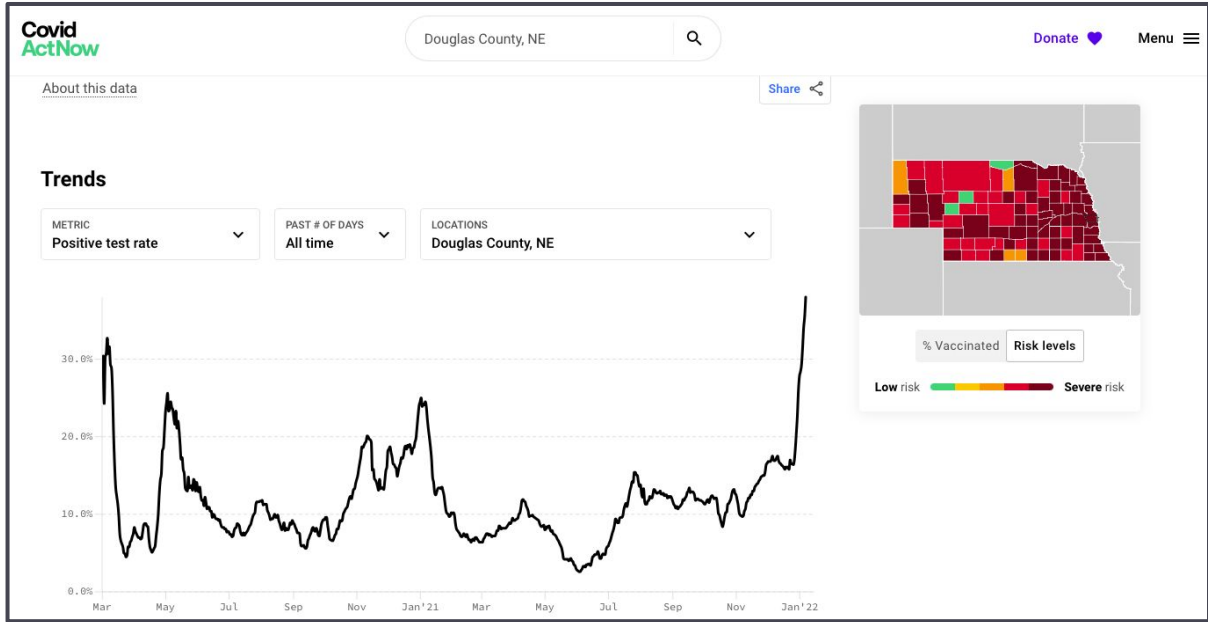 Covid
ActNow
Douglas County, NE
Donate
Menu
About this data
Share
Trends
METRIC
Positive test rate
PAST # OF DAYS
All time
LOCATIONS
Douglas County, NE
30.0%
20.0%
10.0%
0.0%
Mar May Jul Sep Nov Jan'21 Mar May Jul Sep Nov Jan'22
% Vaccinated Risk levels
Low risk Severe risk